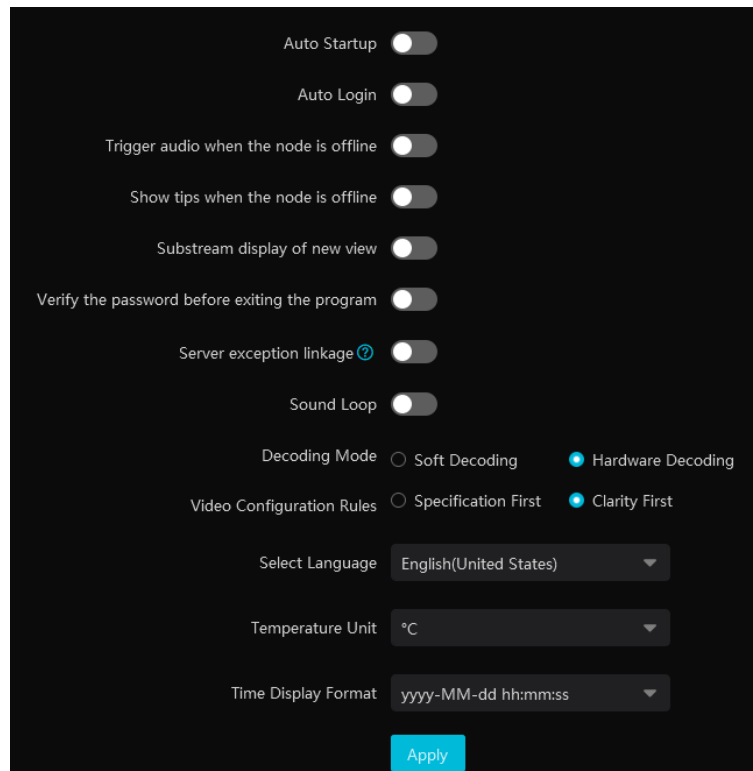 Auto Startup
Auto Login
Trigger audio when the node is offline
Show tips when the node is offline
Substream display of new view
Verify the password before exiting the program
Server exception linkage ?
Sound Loop
Decoding Mode Soft Decoding Hardware Decoding
Video Configuration Rules Specification First Clarity First
Select Language English(United States)
Temperature Unit °C
Time Display Format yyyy-MM-dd hh:mm:ss
Apply